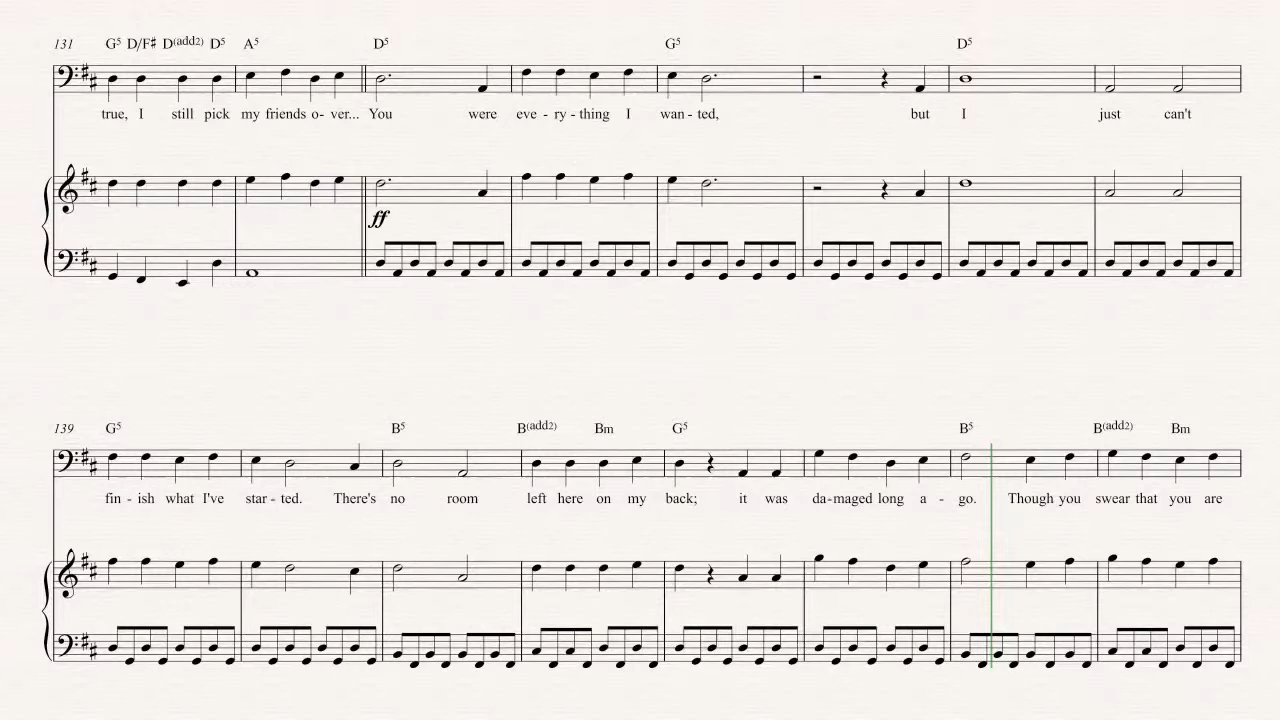 131 G5 D/F# D(add2) D5 A5 D5 G5 D5
true, I still pick my friends o- ver... You were eve - ry - thing I wan - ted, but I just can't
ff
139 G5 B5 B(add2) Bm G5 B5 B(add2) Bm
fin - ish what I've star - ted. There's no room left here on my back; it was da-maged long a - go. Though you swear that you are